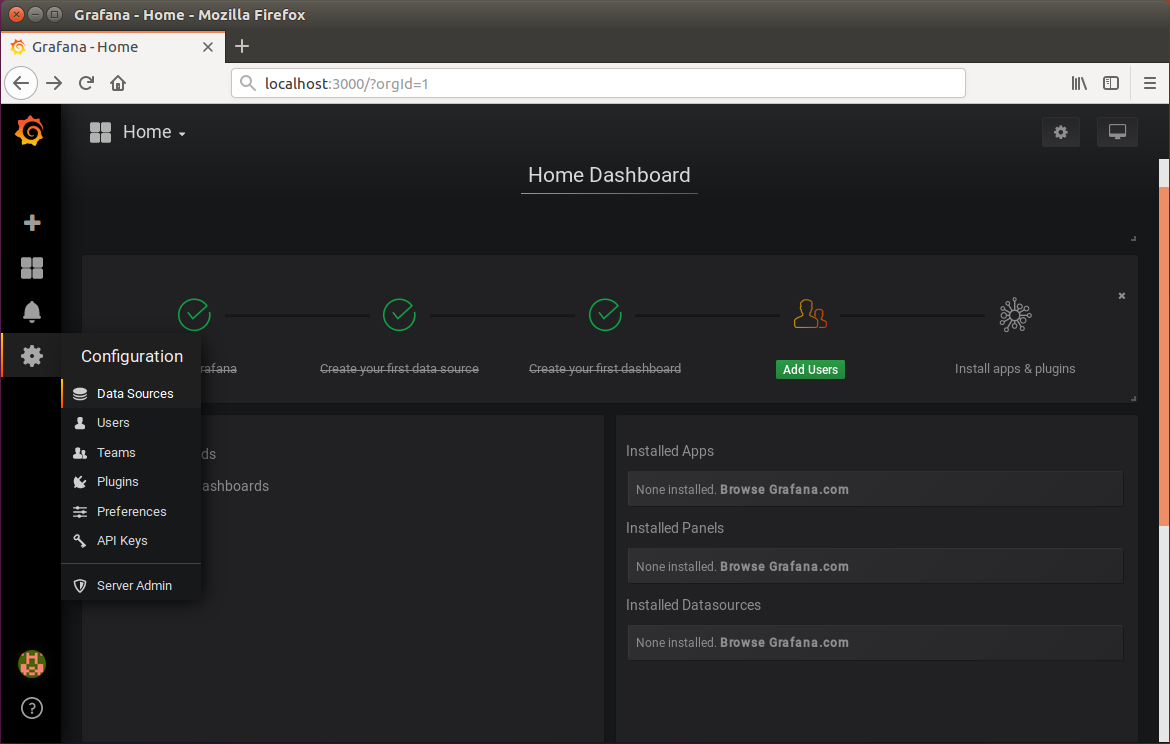 Grafana - Home - Mozilla Firefox
Grafana - Home
localhost:3000/?orgId=1
Home
Home Dashboard
rafana
Create your first data source
Create your first dashboard
Add Users
Install apps & plugins
Configuration
Data Sources
Users
Teams
Plugins
Preferences
API Keys
Server Admin
ds
ashboards
Installed Apps
None installed. Browse Grafana.com
Installed Panels
None installed. Browse Grafana.com
Installed Datasources
None installed. Browse Grafana.com